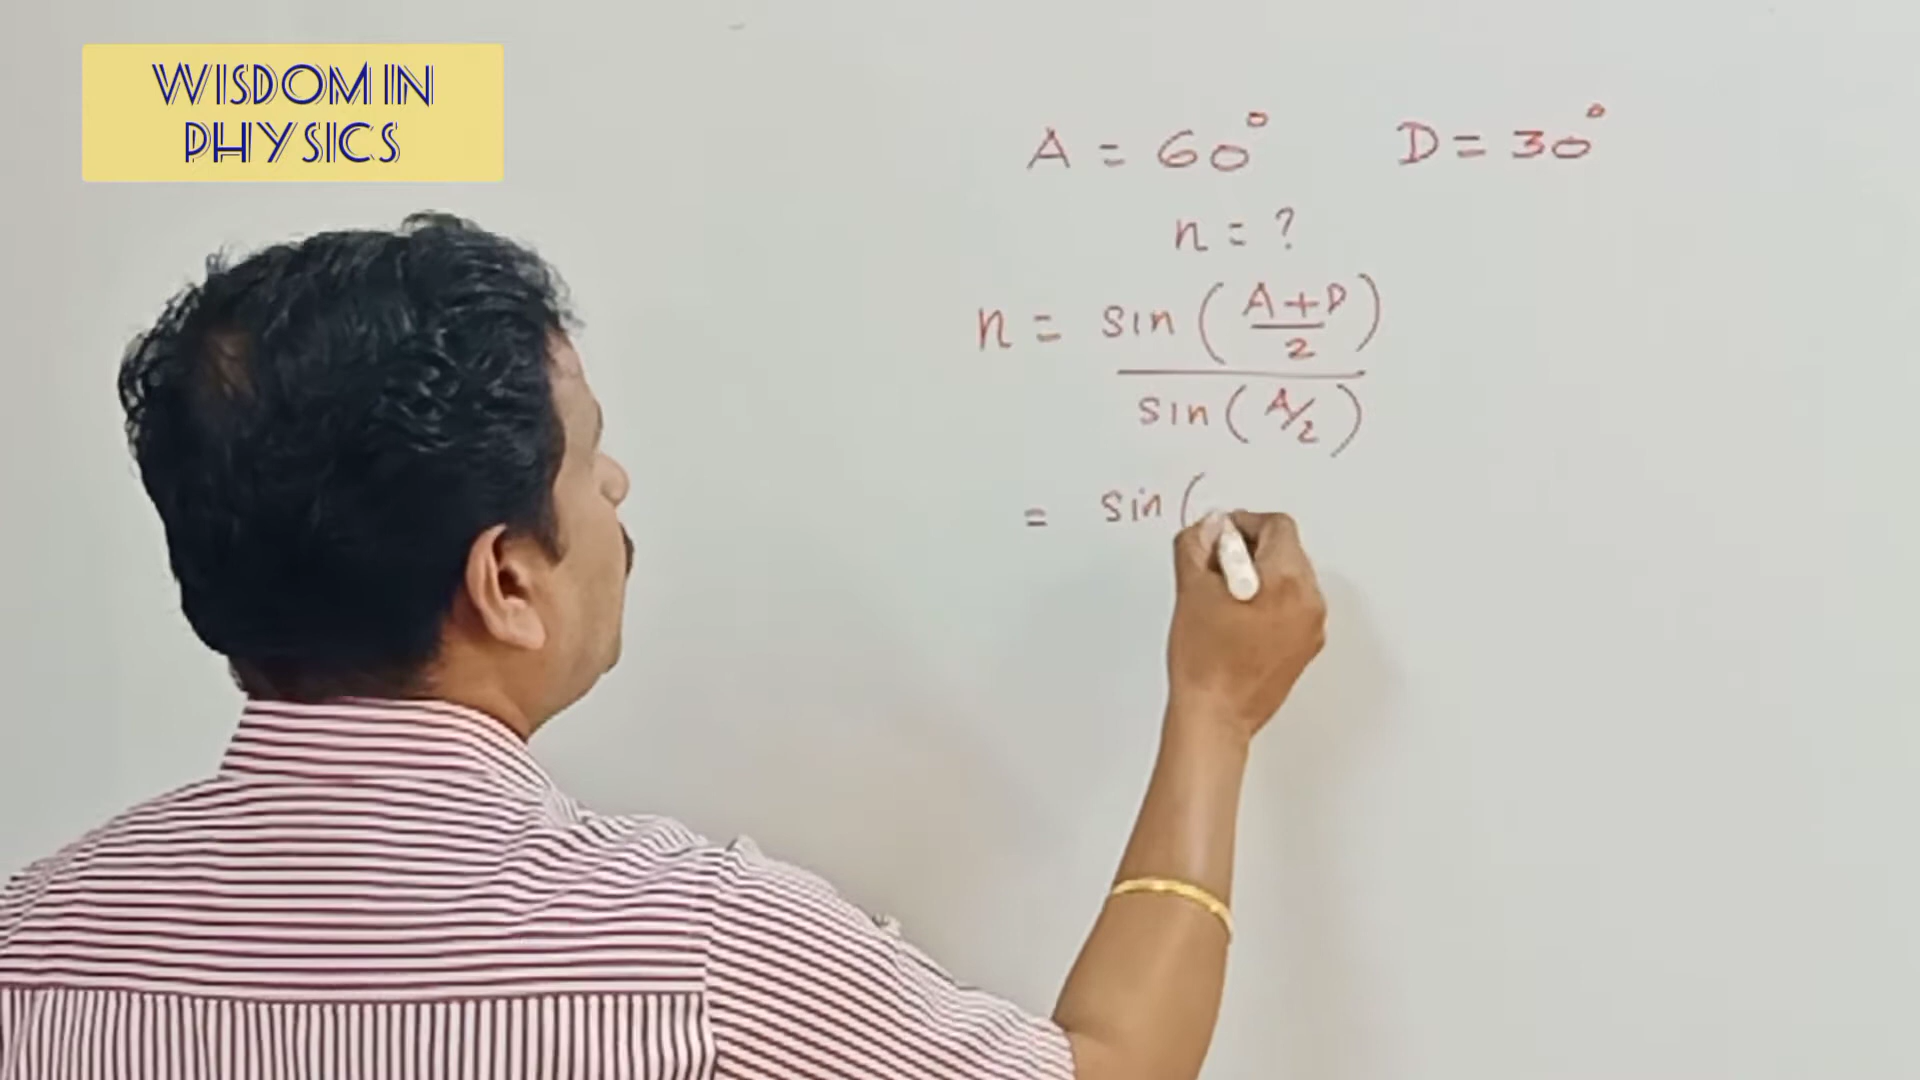 WISDOM IN
PHYSICS
A = 60° D = 30°
n = ?
n = sin ( A+D / 2 ) / sin ( A/2 )
= sin (